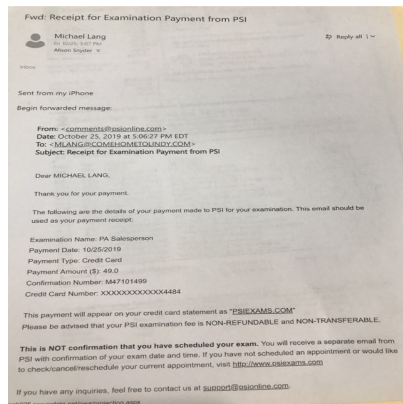 Fwd: Receipt for Examination Payment from PSI
Michael Lang
Fri 10/25, 5:07 PM
Alison Snyder
Reply all
Inbox
Sent from my iPhone
Begin forwarded message:
From: <comments@psionline.com>
Date: October 25, 2019 at 5:06:27 PM EDT
To: <MLANG@COMEHOMETOLINDY.COM>
Subject: Receipt for Examination Payment from PSI
Dear MICHAEL LANG,
Thank you for your payment.
The following are the details of your payment made to PSI for your examination. This email should be
used as your payment receipt.
Examination Name: PA Salesperson
Payment Date: 10/25/2019
Payment Type: Credit Card
Payment Amount ($): 49.0
Confirmation Number: M47101499
Credit Card Number: XXXXXXXXXXXX4484
This payment will appear on your credit card statement as "PSIEXAMS.COM"
Please be advised that your PSI examination fee is NON-REFUNDABLE and NON-TRANSFERABLE.
This is NOT confirmation that you have scheduled your exam. You will receive a separate email from
PSI with confirmation of your exam date and time. If you have not scheduled an appointment or would like
to check/cancel/reschedule your current appointment, visit http://www.psiexams.com
If you have any inquiries, feel free to contact us at support@psionline.com.